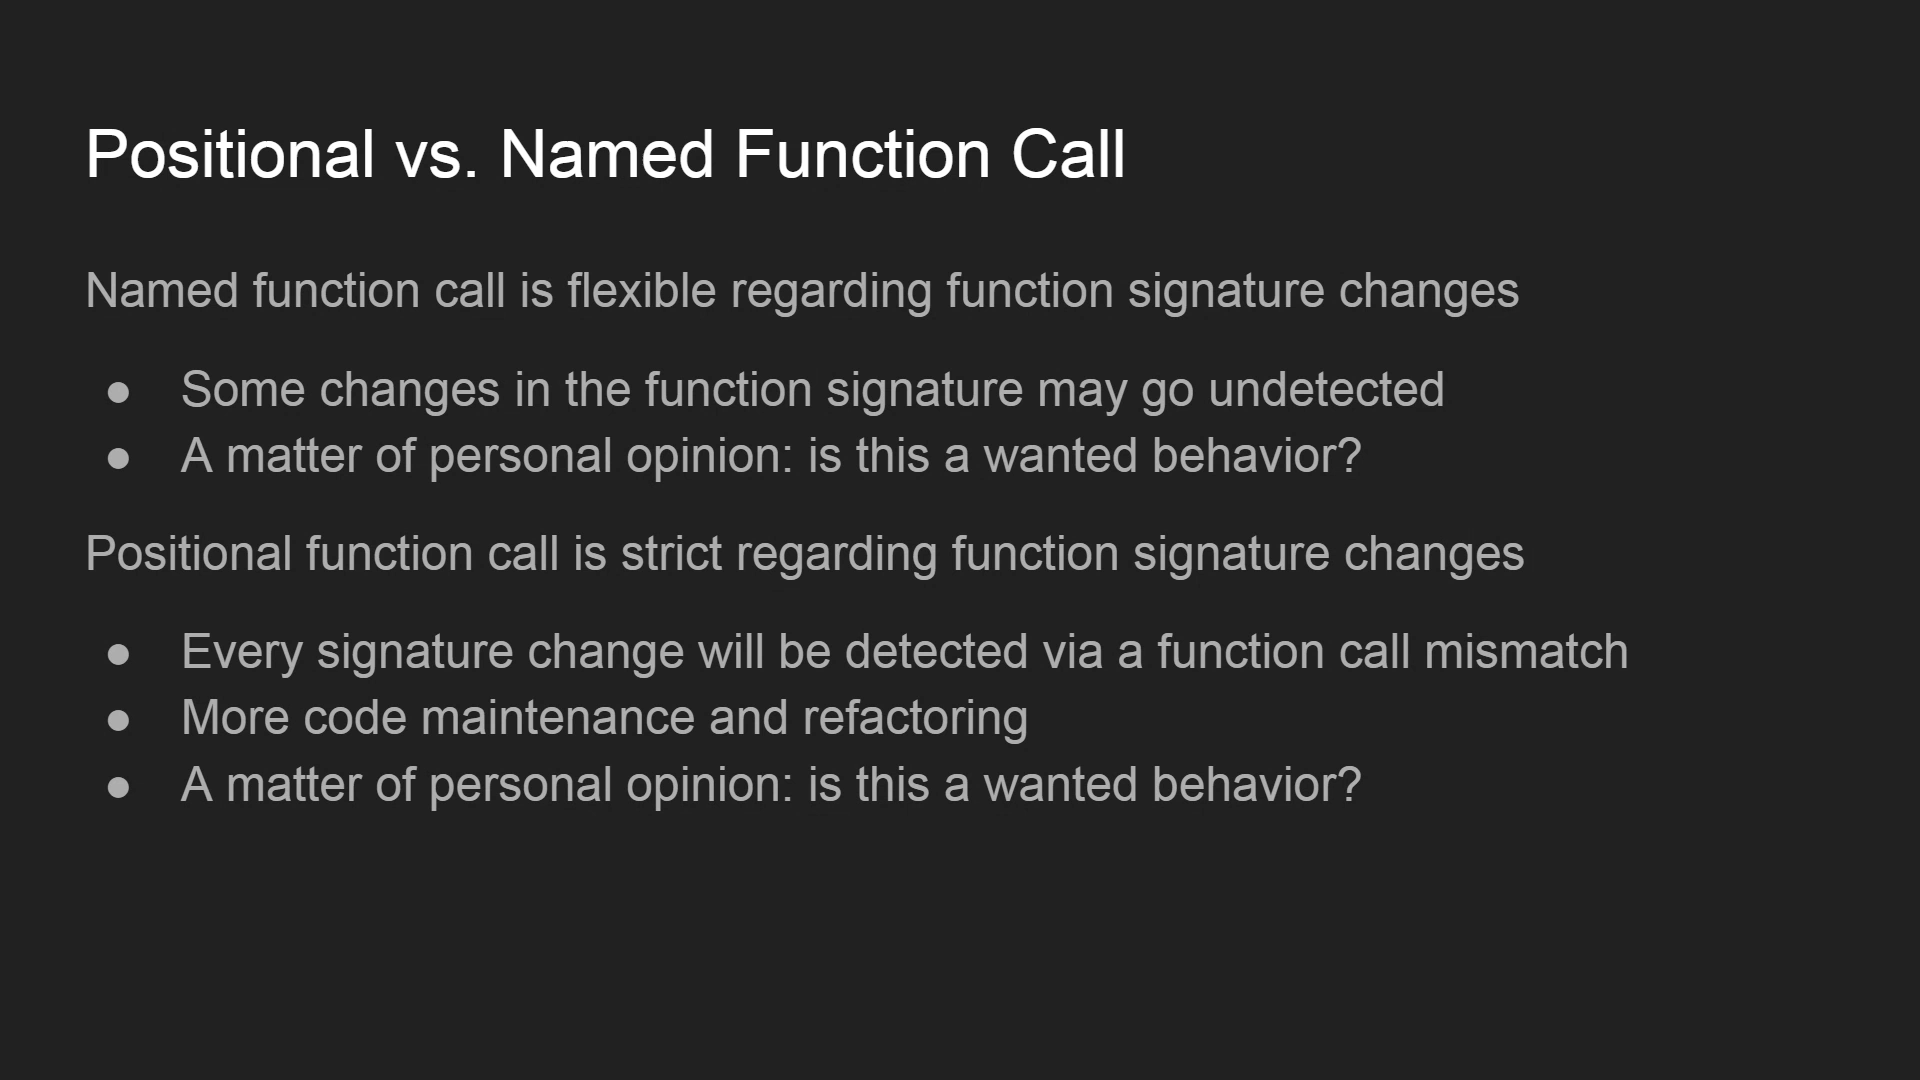 Positional vs. Named Function Call
Named function call is flexible regarding function signature changes
● Some changes in the function signature may go undetected
● A matter of personal opinion: is this a wanted behavior?
Positional function call is strict regarding function signature changes
● Every signature change will be detected via a function call mismatch
● More code maintenance and refactoring
● A matter of personal opinion: is this a wanted behavior?